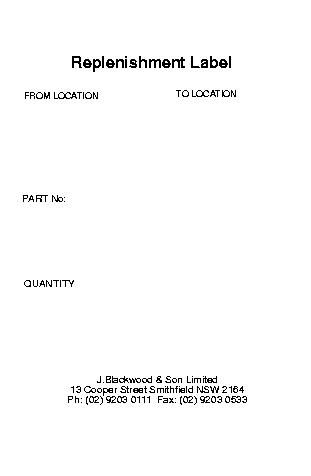 Replenishment Label
FROM LOCATION
TO LOCATION
PART No:
QUANTITY
J.Blackwood & Son Limited
13 Cooper Street Smithfield NSW 2164
Ph: (02) 9203 0111  Fax: (02) 9203 0533